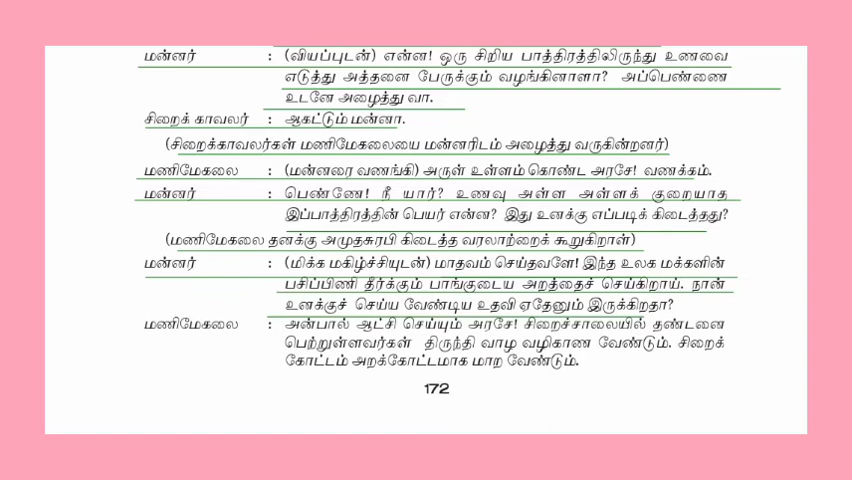 மன்னர் : (வியப்புடன்) என்ன! ஒரு சிறிய பாத்திரத்திலிருந்து உணவை
எடுத்து அத்தனை பேருக்கும் வழங்கினாளா? அப்பெண்ணை
உடனே அழைத்து வா.
சிறைக் காவலர் : ஆகட்டும் மன்னா.
(சிறைக்காவலர்கள் மணிமேகலையை மன்னரிடம் அழைத்து வருகின்றனர்)
மணிமேகலை : (மன்னரை வணங்கி) அருள் உள்ளம் கொண்ட அரசே! வணக்கம்.
மன்னர் : பெண்ணே! நீ யார்? உணவு அள்ள அள்ளக் குறையாத
இப்பாத்திரத்தின் பெயர் என்ன? இது உனக்கு எப்படிக் கிடைத்தது?
(மணிமேகலை தனக்கு அமுதசுரபி கிடைத்த வரலாற்றைக் கூறுகிறாள்)
மன்னர் : (மிக்க மகிழ்ச்சியுடன்) மாதவம் செய்தவளே! இந்த உலக மக்களின்
பசிப்பிணி தீர்க்கும் பாங்குடைய அறத்தைச் செய்கிறாய். நான்
உனக்குச் செய்ய வேண்டிய உதவி ஏதேனும் இருக்கிறதா?
மணிமேகலை : அன்பால் ஆட்சி செய்யும் அரசே! சிறைச்சாலையில் தண்டனை
பெற்றுள்ளவர்கள் திருந்தி வாழ வழிகாண வேண்டும். சிறைக்
கோட்டம் அறக்கோட்டமாக மாற வேண்டும்.
172